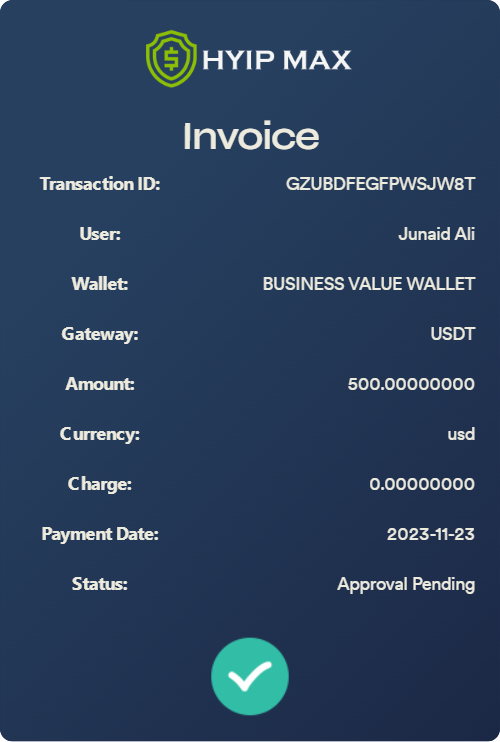 HYIP MAX
Invoice
Transaction ID: GZUBDFEGFPWSJW8T
User: Junaid Ali
Wallet: BUSINESS VALUE WALLET
Gateway: USDT
Amount: 500.00000000
Currency: usd
Charge: 0.00000000
Payment Date: 2023-11-23
Status: Approval Pending